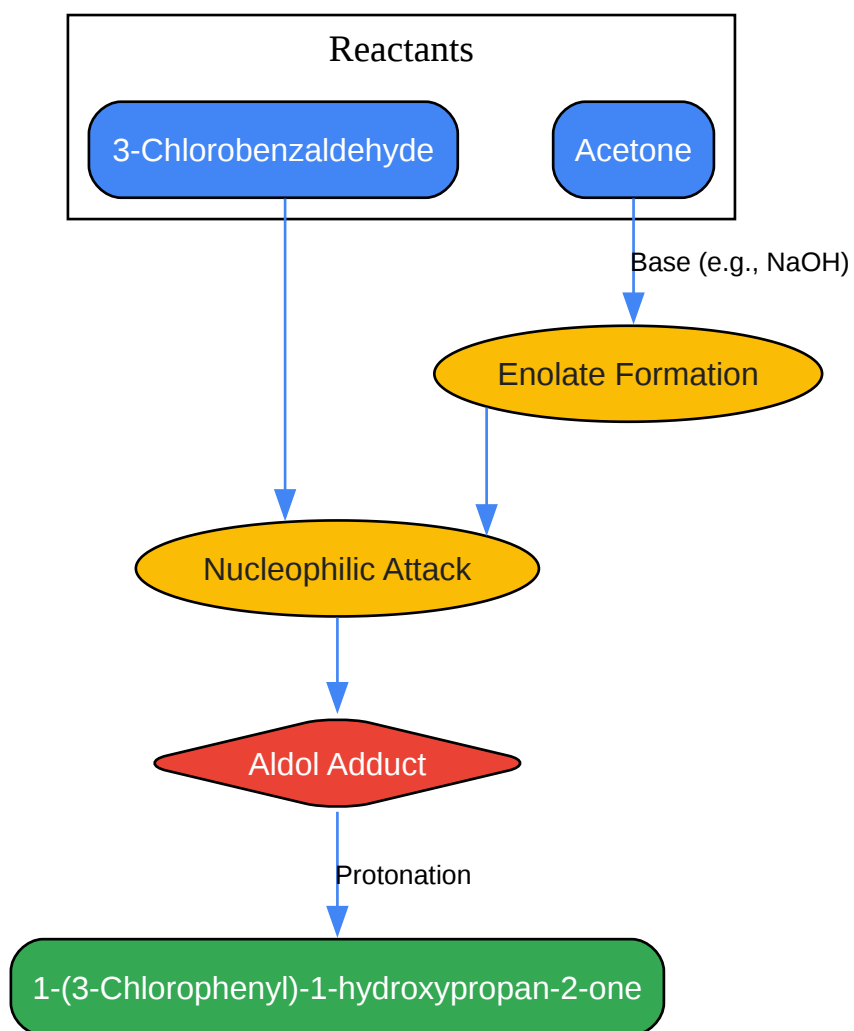 Reactants
3-Chlorobenzaldehyde
Acetone
Base (e.g., NaOH)
Enolate Formation
Nucleophilic Attack
Aldol Adduct
Protonation
1-(3-Chlorophenyl)-1-hydroxypropan-2-one